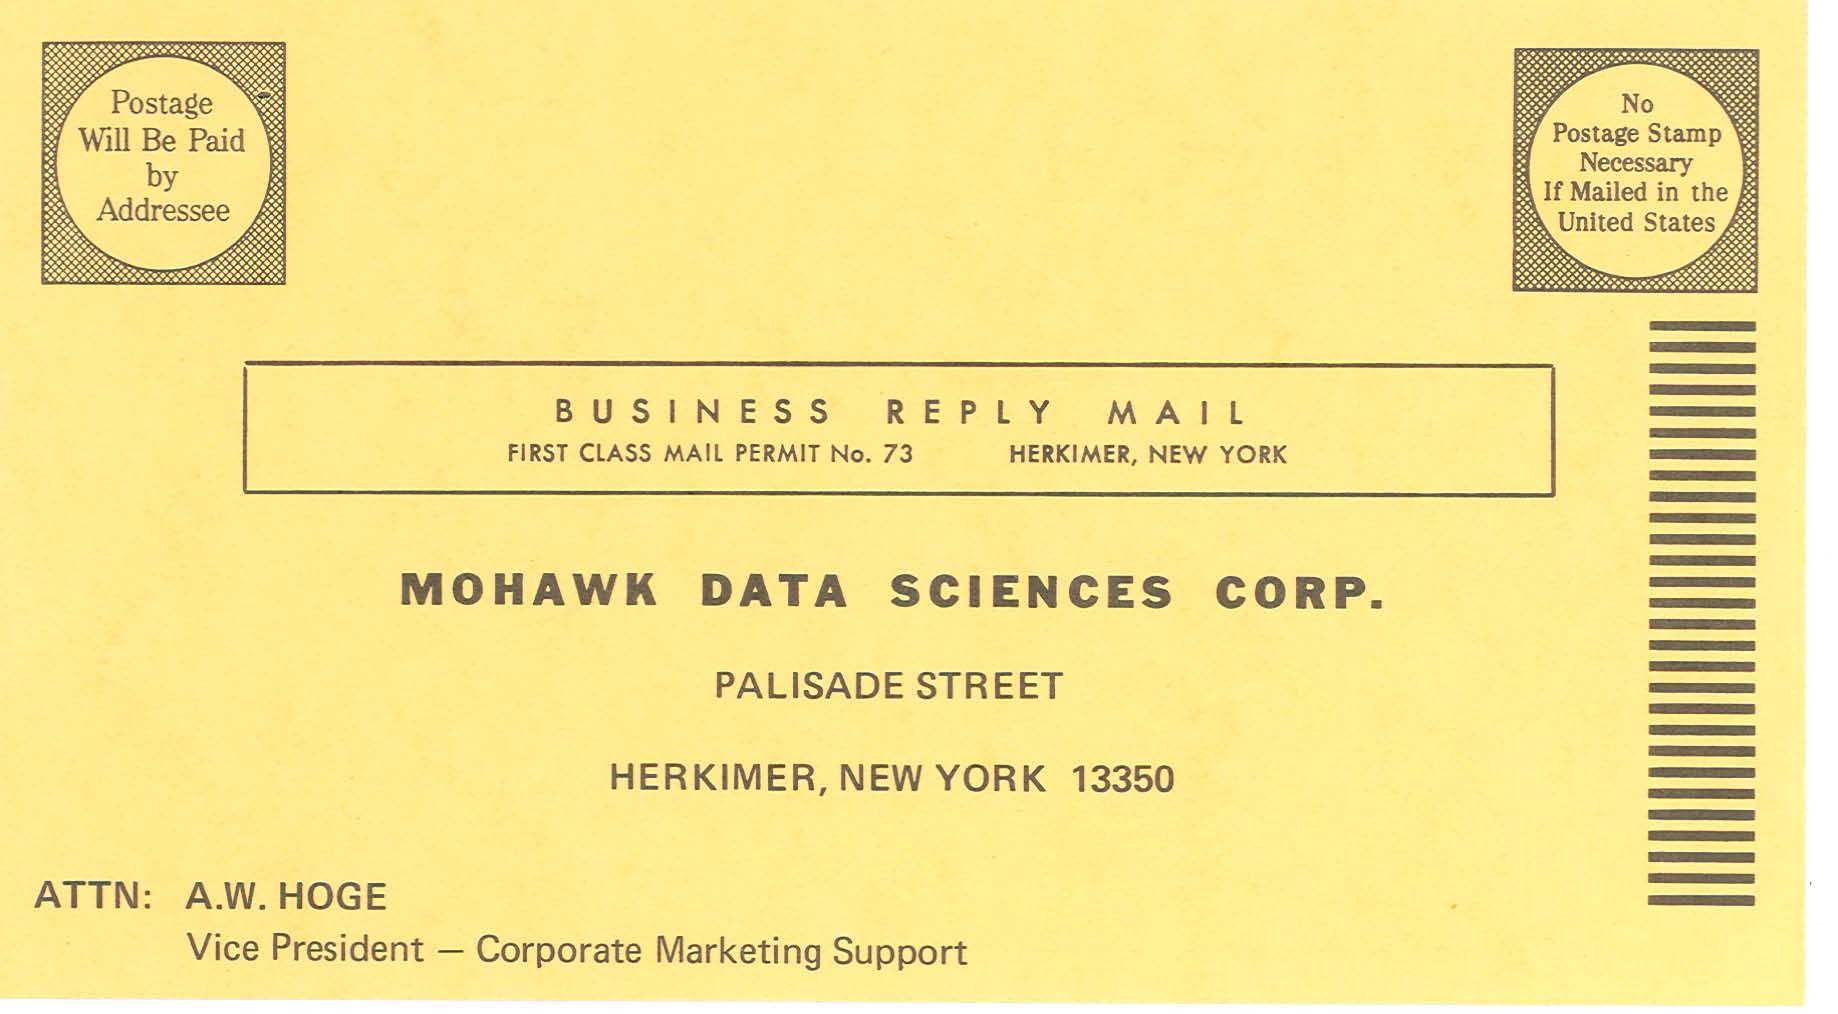 Postage
Will Be Paid
by
Addressee
No
Postage Stamp
Necessary
If Mailed in the
United States
BUSINESS REPLY MAIL
FIRST CLASS MAIL PERMIT No. 73 HERKIMER, NEW YORK
MOHAWK DATA SCIENCES CORP.
PALISADE STREET
HERKIMER, NEW YORK 13350
ATTN: A.W. HOGE
Vice President — Corporate Marketing Support